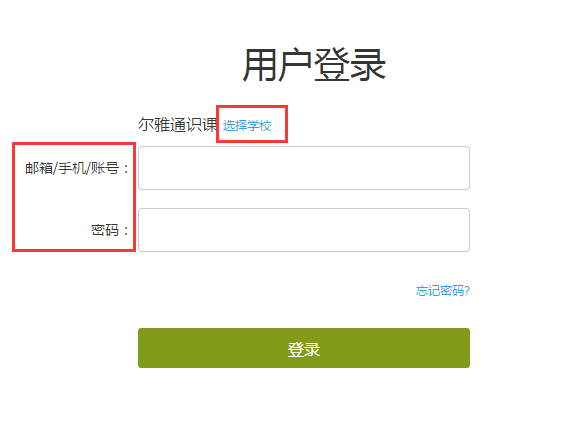 用户登录
尔雅通识课 选择学校
邮箱/手机/账号：
密码：
忘记密码?
登录